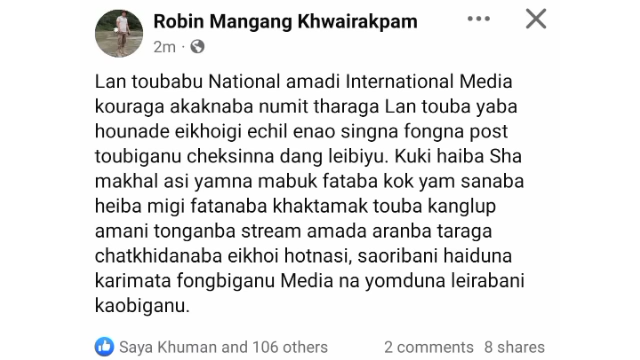 Robin Mangang Khwairakpam
2m ·
Lan toubabu National amadi International Media
kouraga akaknaba numit tharaga Lan touba yaba
hounade eikhoigi echil enao singna fongna post
toubiganu cheksinna dang leibiyu. Kuki haiba Sha
makhal asi yamna mabuk fataba kok yam sanaba
heiba migi fatanaba khaktamak touba kanglup
amani tonganba stream amada aranba taraga
chatkhidanaba eikhoi hotnasi, saoribani haiduna
karimata fongbiganu Media na yomduna leirabani
kaobiganu.
Saya Khuman and 106 others
2 comments 8 shares